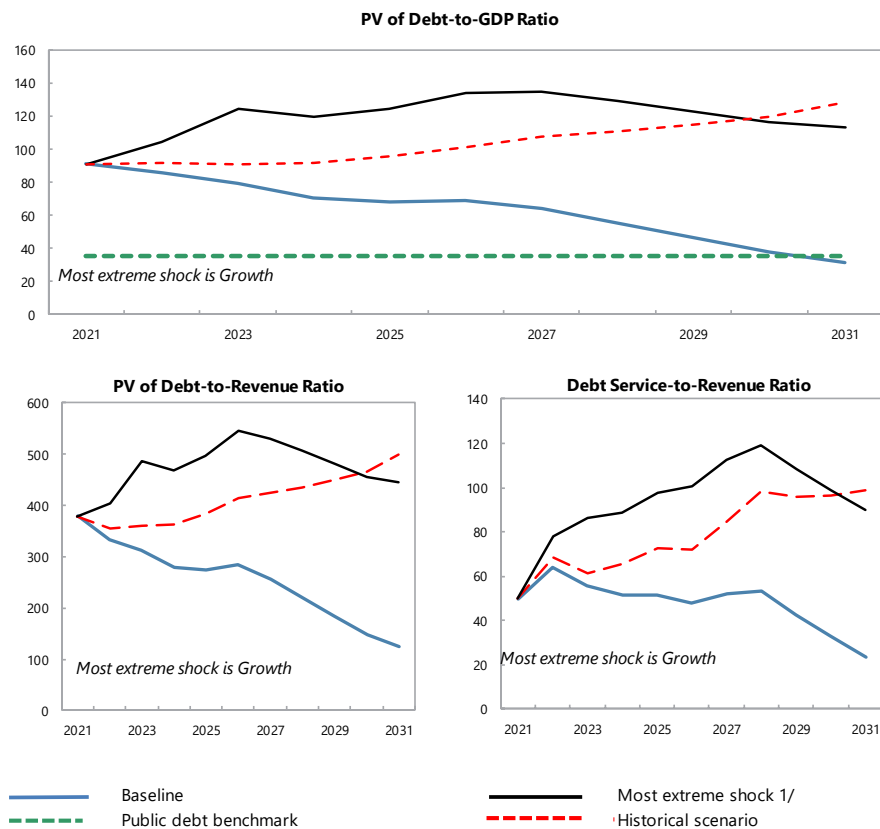 PV of Debt-to-GDP Ratio
160
140
120
100
80
60
40
20
0
Most extreme shock is Growth
2021 2023 2025 2027 2029 2031
PV of Debt-to-Revenue Ratio
600
500
400
300
200
100
0
Most extreme shock is Growth
2021 2023 2025 2027 2029 2031
Debt Service-to-Revenue Ratio
140
120
100
80
60
40
20
0
Most extreme shock is Growth
2021 2023 2025 2027 2029 2031
Baseline
Public debt benchmark
Most extreme shock 1/
Historical scenario